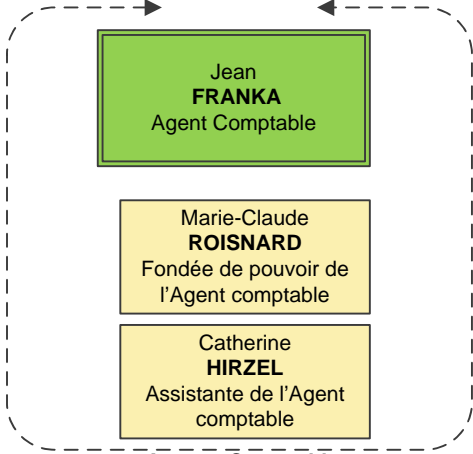 Jean
FRANKA
Agent Comptable
Marie-Claude
ROISNARD
Fondée de pouvoir de
l’Agent comptable
Catherine
HIRZEL
Assistante de l’Agent
comptable